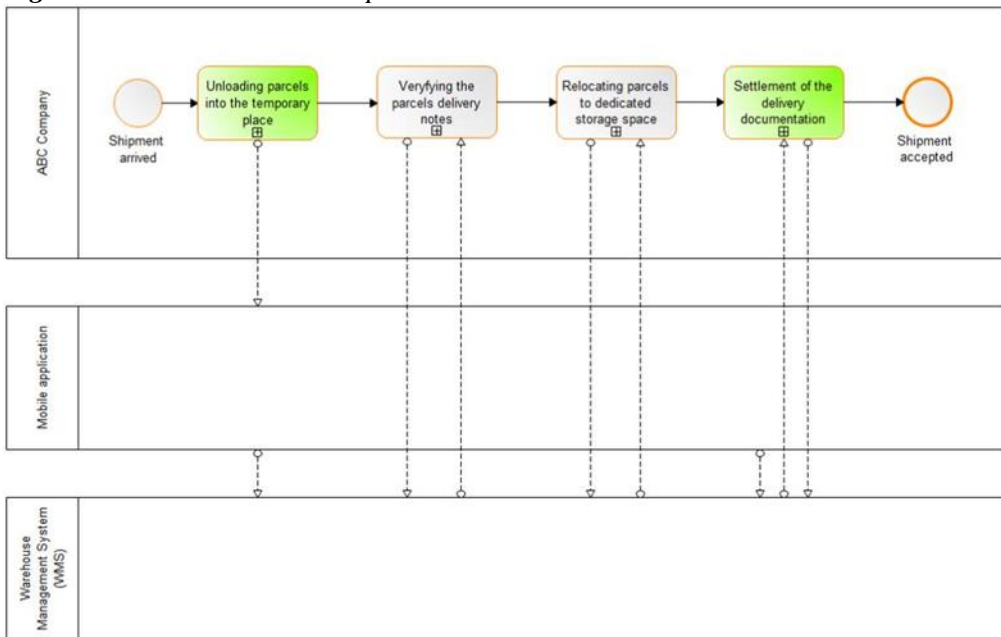 Unloading parcels
into the temporary
place
Veryfying the
parcels delivery
notes
Relocating parcels
to dedicated
storage space
Settlement of the
delivery
documentation
Shipment
arrived
Shipment
accepted
ABC Company
Mobile application
Warehouse
Management System
(WMS)